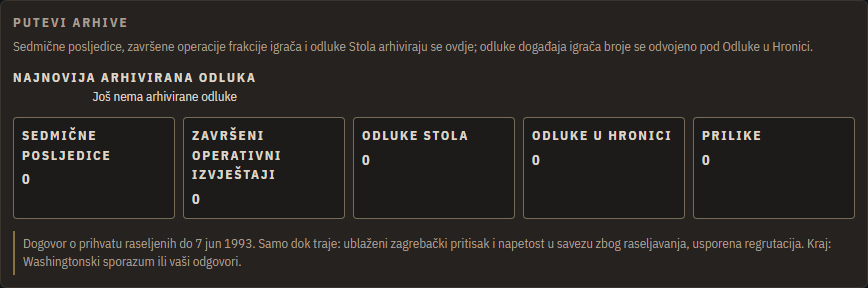 PUTEVI ARHIVE
Sedmične posljedice, završene operacije frakcije igrača i odluke Stola arhiviraju se ovdje; odluke događaja igrača broje se odvojeno pod Odluke u Hronici.
NAJNOVIJA ARHIVIRANA ODLUKA
Još nema arhivirane odluke
SEDMIČNE
POSLJEDICE
0
ZAVRŠENI
OPERATIVNI
IZVJEŠTAJI
0
ODLUKE STOLA
0
ODLUKE U HRONICI
0
PRILIKE
0
Dogovor o prihvatu raseljenih do 7 jun 1993. Samo dok traje: ublaženi zagrebački pritisak i napetost u savezu zbog raseljavanja, usporena regrutacija. Kraj:
Washingtonski sporazum ili vaši odgovori.